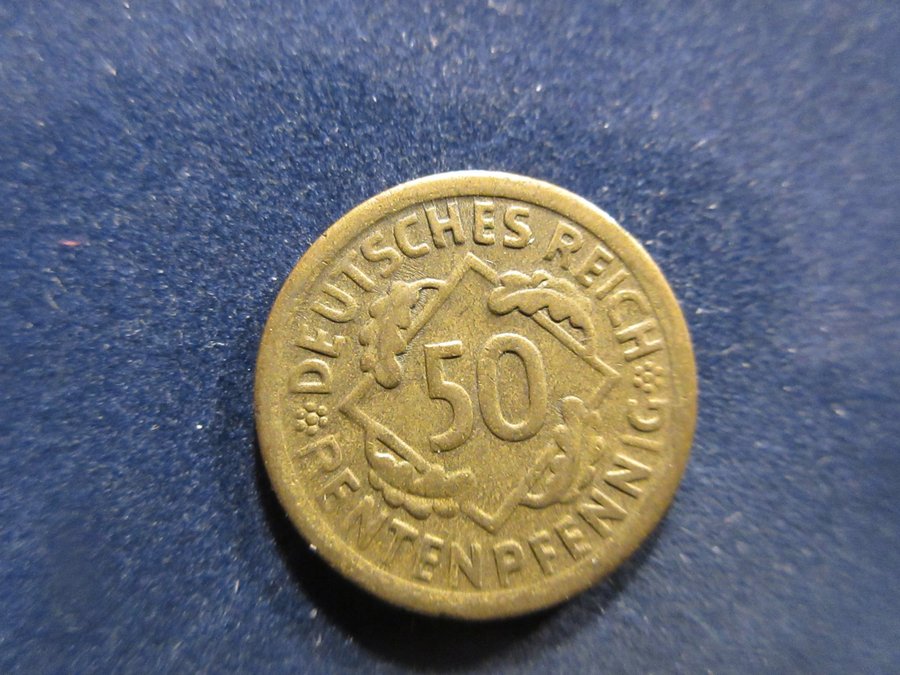 DEUTSCHES REICH
50
RENTENPFENNIG